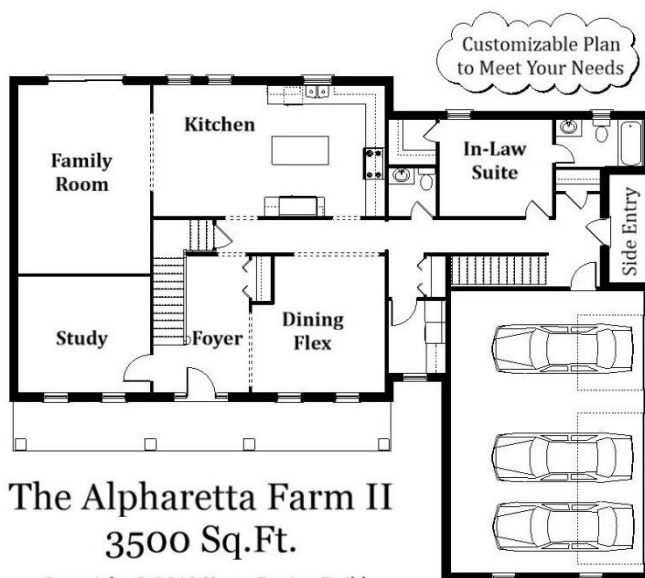 Customizable Plan
to Meet Your Needs
Kitchen
Family
Room
In-Law
Suite
Side Entry
Study
Foyer
Dining
Flex
The Alpharetta Farm II
3500 Sq.Ft.